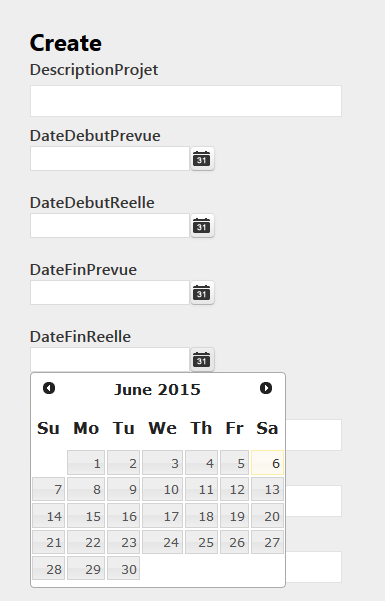 Create
DescriptionProjet
DateDebutPrevue
31
DateDebutReelle
31
DateFinPrevue
31
DateFinReelle
31
June 2015
Su Mo Tu We Th Fr Sa
1 2 3 4 5 6
7 8 9 10 11 12 13
14 15 16 17 18 19 20
21 22 23 24 25 26 27
28 29 30